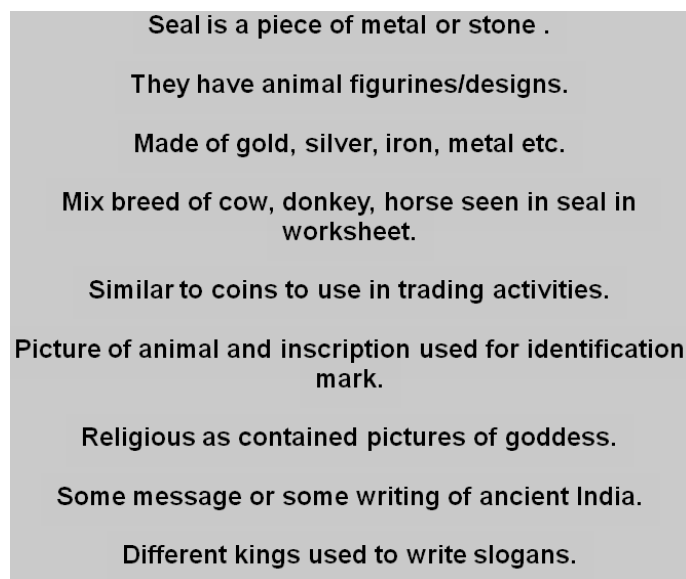 Seal is a piece of metal or stone .
They have animal figurines/designs.
Made of gold, silver, iron, metal etc.
Mix breed of cow, donkey, horse seen in seal in
worksheet.
Similar to coins to use in trading activities.
Picture of animal and inscription used for identification
mark.
Religious as contained pictures of goddess.
Some message or some writing of ancient India.
Different kings used to write slogans.